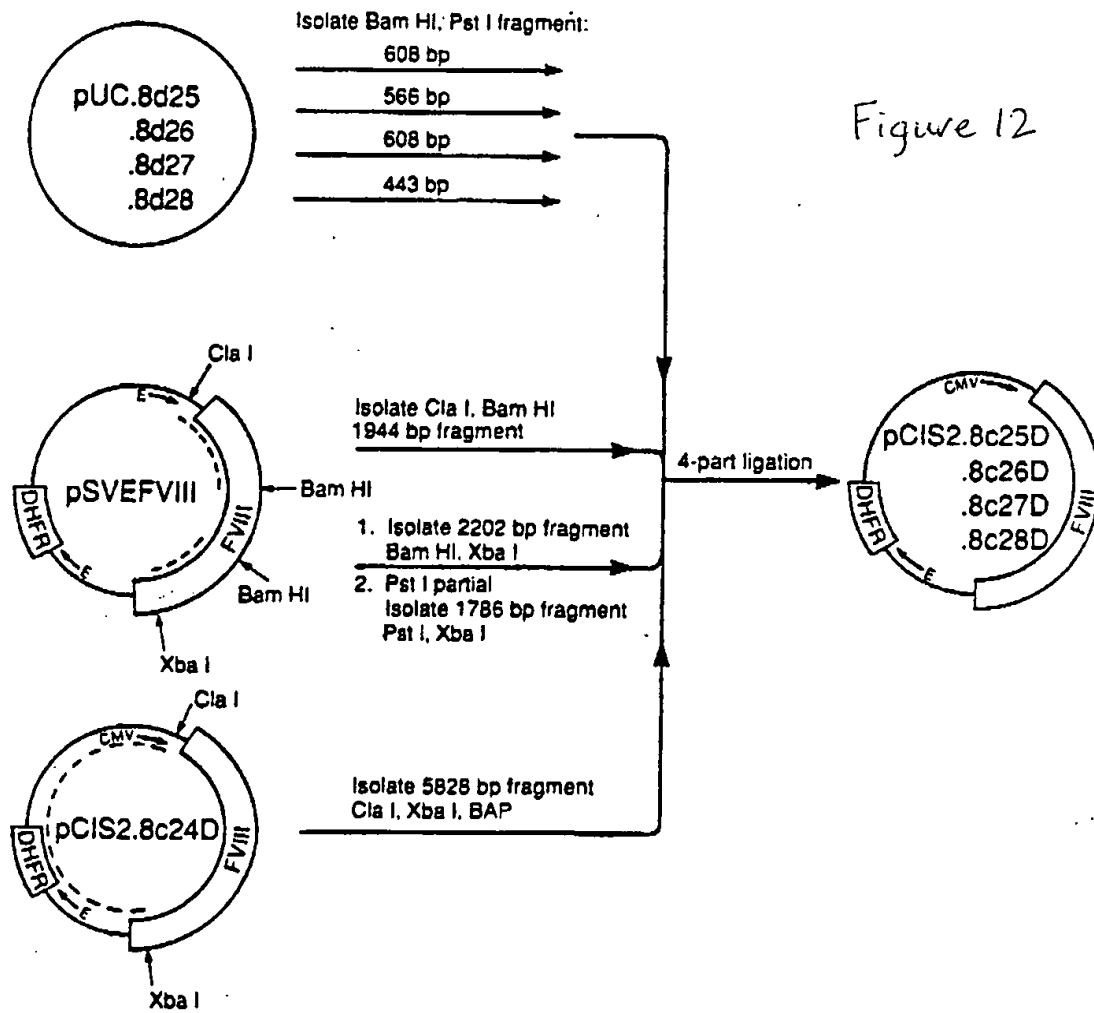 Isolate Bam HI, Pst I fragment:
608 bp
566 bp
608 bp
443 bp
pUC.8d25
.8d26
.8d27
.8d28
Figure 12
Cla I
E
pSVEFVIII
FVIII
DHFR
E
Bam HI
Bam HI
Xba I
Isolate Cla I, Bam HI
1944 bp fragment
1. Isolate 2202 bp fragment
Bam HI, Xba I
2. Pst I partial
Isolate 1786 bp fragment
Pst I, Xba I
4-part ligation
CMV
pCIS2.8c25D
.8c26D
.8c27D
.8c28D
FVIII
DHFR
E
Cla I
CMV
pCIS2.8c24D
FVIII
DHFR
E
Xba I
Isolate 5828 bp fragment
Cla I, Xba I, BAP